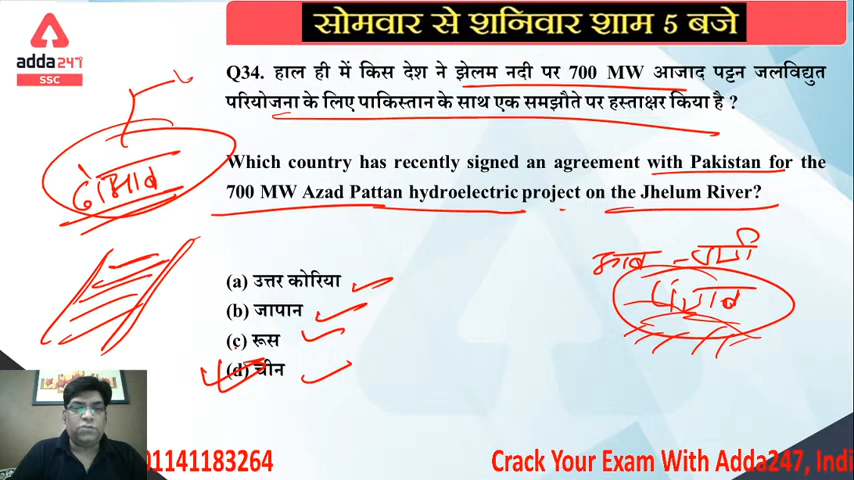 सोमवार से शनिवार शाम 5 बजे
adda247
SSC
Q34. हाल ही में किस देश ने झेलम नदी पर 700 MW आजाद पट्टन जलविद्युत
परियोजना के लिए पाकिस्तान के साथ एक समझौते पर हस्ताक्षर किया है ?
Which country has recently signed an agreement with Pakistan for the
700 MW Azad Pattan hydroelectric project on the Jhelum River?
दोआब
आब - पानी
पंजाब
(a) उत्तर कोरिया
(b) जापान
(c) रूस
(d) चीन
01141183264
Crack Your Exam With Adda247, Indi